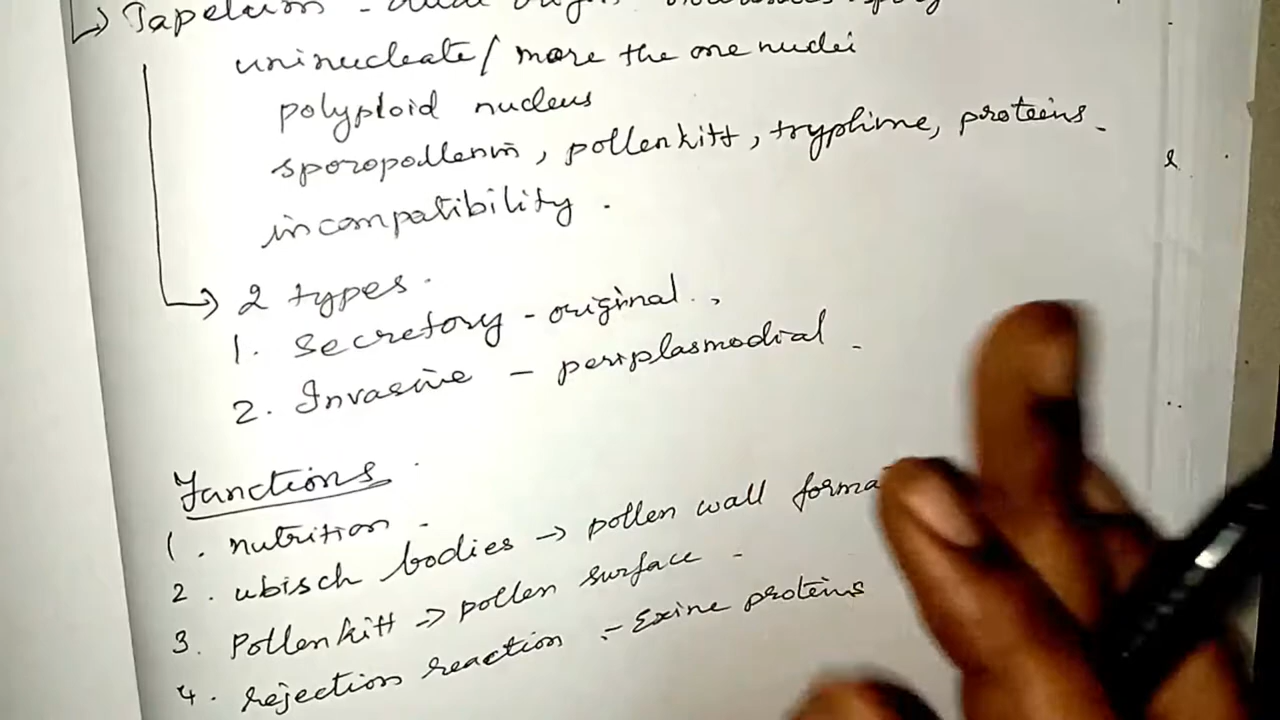 Tapetum - dual origin
uninucleate / more the one nuclei
polyploid nucleus
sporopollenin, pollenkitt, tryphine, proteins.
incompatibility.
2 types.
1. Secretory - original.,
2. Invasive - periplasmodial.
Functions.
1. nutrition.
2. ubisch bodies → pollen wall forma
3. Pollenkitt → pollen surface.
4. rejection reaction :- Exine proteins